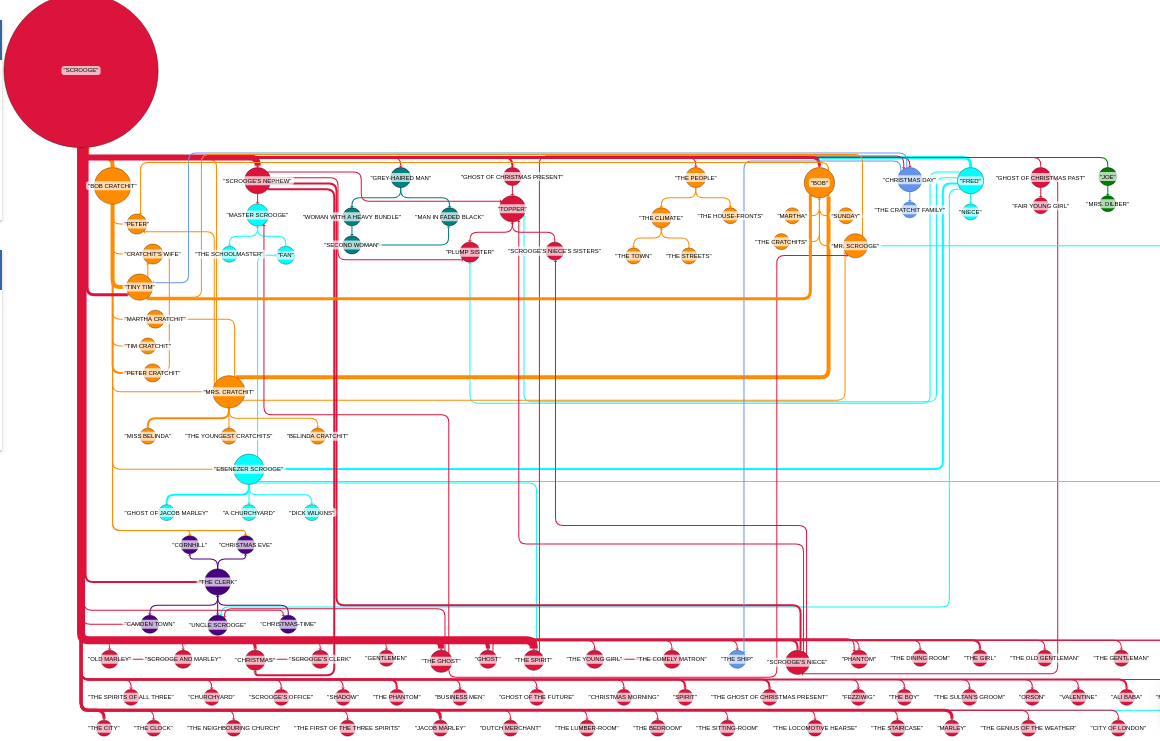 "SCROOGE"
"BOB CRATCHIT"
"SCROOGE'S NEPHEW"
"GREY-HAIRED MAN"
"GHOST OF CHRISTMAS PRESENT"
"THE PEOPLE"
"BOB"
"CHRISTMAS DAY"
"FRED"
"GHOST OF CHRISTMAS PAST"
"JOE"
"PETER"
"MASTER SCROOGE"
"WOMAN WITH A HEAVY BUNDLE"
"MAN IN FADED BLACK"
"TOPPER"
"THE CLIMATE"
"THE HOUSE-FRONTS"
"MARTHA"
"SUNDAY"
"THE CRATCHIT FAMILY"
"NIECE"
"FAIR YOUNG GIRL"
"MRS. DILBER"
"CRATCHIT'S WIFE"
"THE SCHOOLMASTER"
"FAN"
"SECOND WOMAN"
"PLUMP SISTER"
"SCROOGE'S NIECE'S SISTERS"
"THE TOWN"
"THE STREETS"
"THE CRATCHITS"
"MR. SCROOGE"
"TINY TIM"
"MARTHA CRATCHIT"
"TIM CRATCHIT"
"PETER CRATCHIT"
"MRS. CRATCHIT"
"MISS BELINDA"
"THE YOUNGEST CRATCHITS"
"BELINDA CRATCHIT"
"EBENEZER SCROOGE"
"GHOST OF JACOB MARLEY"
"A CHURCHYARD"
"DICK WILKINS"
"CORNHILL"
"CHRISTMAS EVE"
"THE CLERK"
"CAMDEN TOWN"
"UNCLE SCROOGE"
"CHRISTMAS-TIME"
"OLD MARLEY"
"SCROOGE AND MARLEY"
"CHRISTMAS"
"SCROOGE'S CLERK"
"GENTLEMEN"
"THE GHOST"
"GHOST"
"THE SPIRIT"
"THE YOUNG GIRL"
"THE COMELY MATRON"
"THE SHIP"
"SCROOGE'S NIECE"
"PHANTOM"
"THE DINING-ROOM"
"THE GIRL"
"THE OLD GENTLEMAN"
"THE GENTLEMAN"
"THE SPIRITS OF ALL THREE"
"CHURCHYARD"
"SCROOGE'S OFFICE"
"SHADOW"
"THE PHANTOM"
"BUSINESS MEN"
"GHOST OF THE FUTURE"
"CHRISTMAS MORNING"
"SPIRIT"
"THE GHOST OF CHRISTMAS PRESENT"
"FEZZIWIG"
"THE BOY"
"THE SULTAN'S GROOM"
"ORSON"
"VALENTINE"
"ALI BABA"
"THE CITY"
"THE CLOCK"
"THE NEIGHBOURING CHURCH"
"THE FIRST OF THE THREE SPIRITS"
"JACOB MARLEY"
"DUTCH MERCHANT"
"THE LUMBER-ROOM"
"THE BEDROOM"
"THE SITTING-ROOM"
"THE LOCOMOTIVE HEARSE"
"THE STAIRCASE"
"MARLEY"
"THE GENIUS OF THE WEATHER"
"CITY OF LONDON"